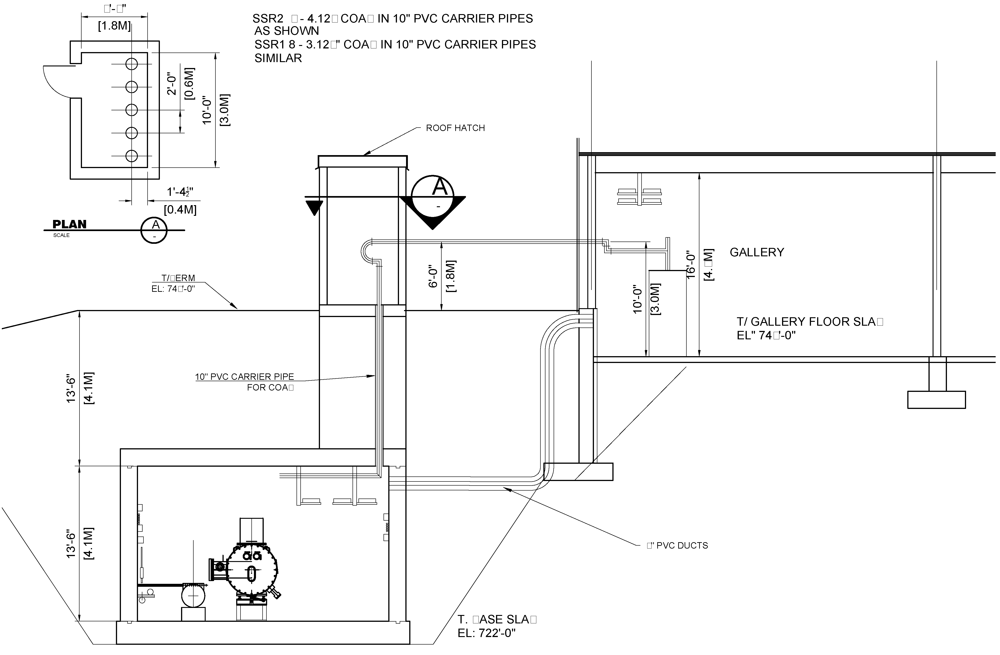 □'-□"
[1.8M]
SSR2 □ - 4.12□ COA□ IN 10" PVC CARRIER PIPES
AS SHOWN
SSR1 8 - 3.12□" COA□ IN 10" PVC CARRIER PIPES
SIMILAR
2'-0"
[0.6M]
10'-0"
[3.0M]
ROOF HATCH
1'-4½"
[0.4M]
A
-
PLAN
SCALE
A
-
T/□ERM
EL: 74□'-0"
6'-0"
[1.8M]
10'-0"
[3.0M]
16'-0"
[4.□M]
GALLERY
T/ GALLERY FLOOR SLA□
EL" 74□'-0"
13'-6"
[4.1M]
10" PVC CARRIER PIPE
FOR COA□
13'-6"
[4.1M]
□" PVC DUCTS
T. □ASE SLA□
EL: 722'-0"